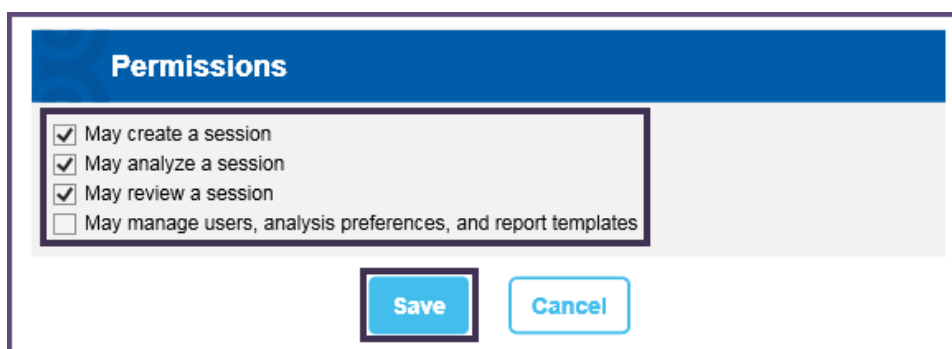 Permissions
May create a session
May analyze a session
May review a session
May manage users, analysis preferences, and report templates
Save Cancel